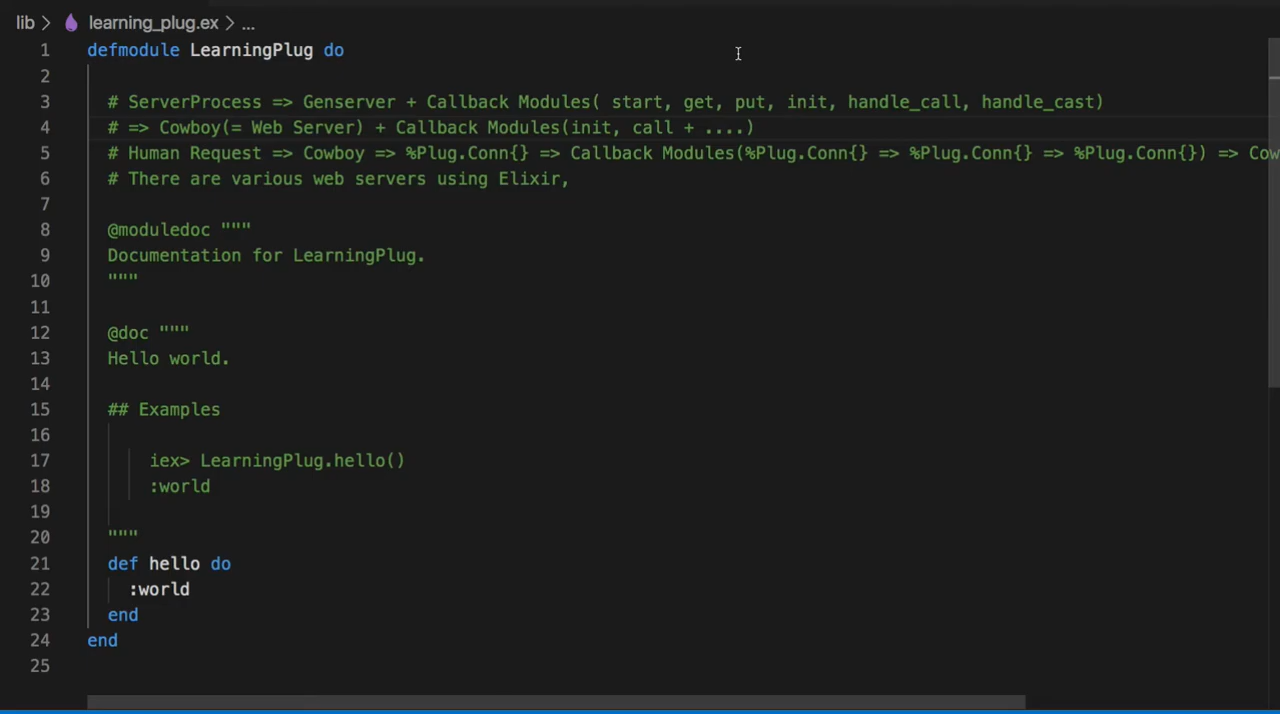 lib > learning_plug.ex > ...
1 defmodule LearningPlug do
2
3 # ServerProcess => Genserver + Callback Modules( start, get, put, init, handle_call, handle_cast)
4 # => Cowboy(= Web Server) + Callback Modules(init, call + ....)
5 # Human Request => Cowboy => %Plug.Conn{} => Callback Modules(%Plug.Conn{} => %Plug.Conn{} => %Plug.Conn{}) => Cow
6 # There are various web servers using Elixir,
7
8 @moduledoc """
9 Documentation for LearningPlug.
10 """
11
12 @doc """
13 Hello world.
14
15 ## Examples
16
17 iex> LearningPlug.hello()
18 :world
19
20 """
21 def hello do
22 :world
23 end
24 end
25